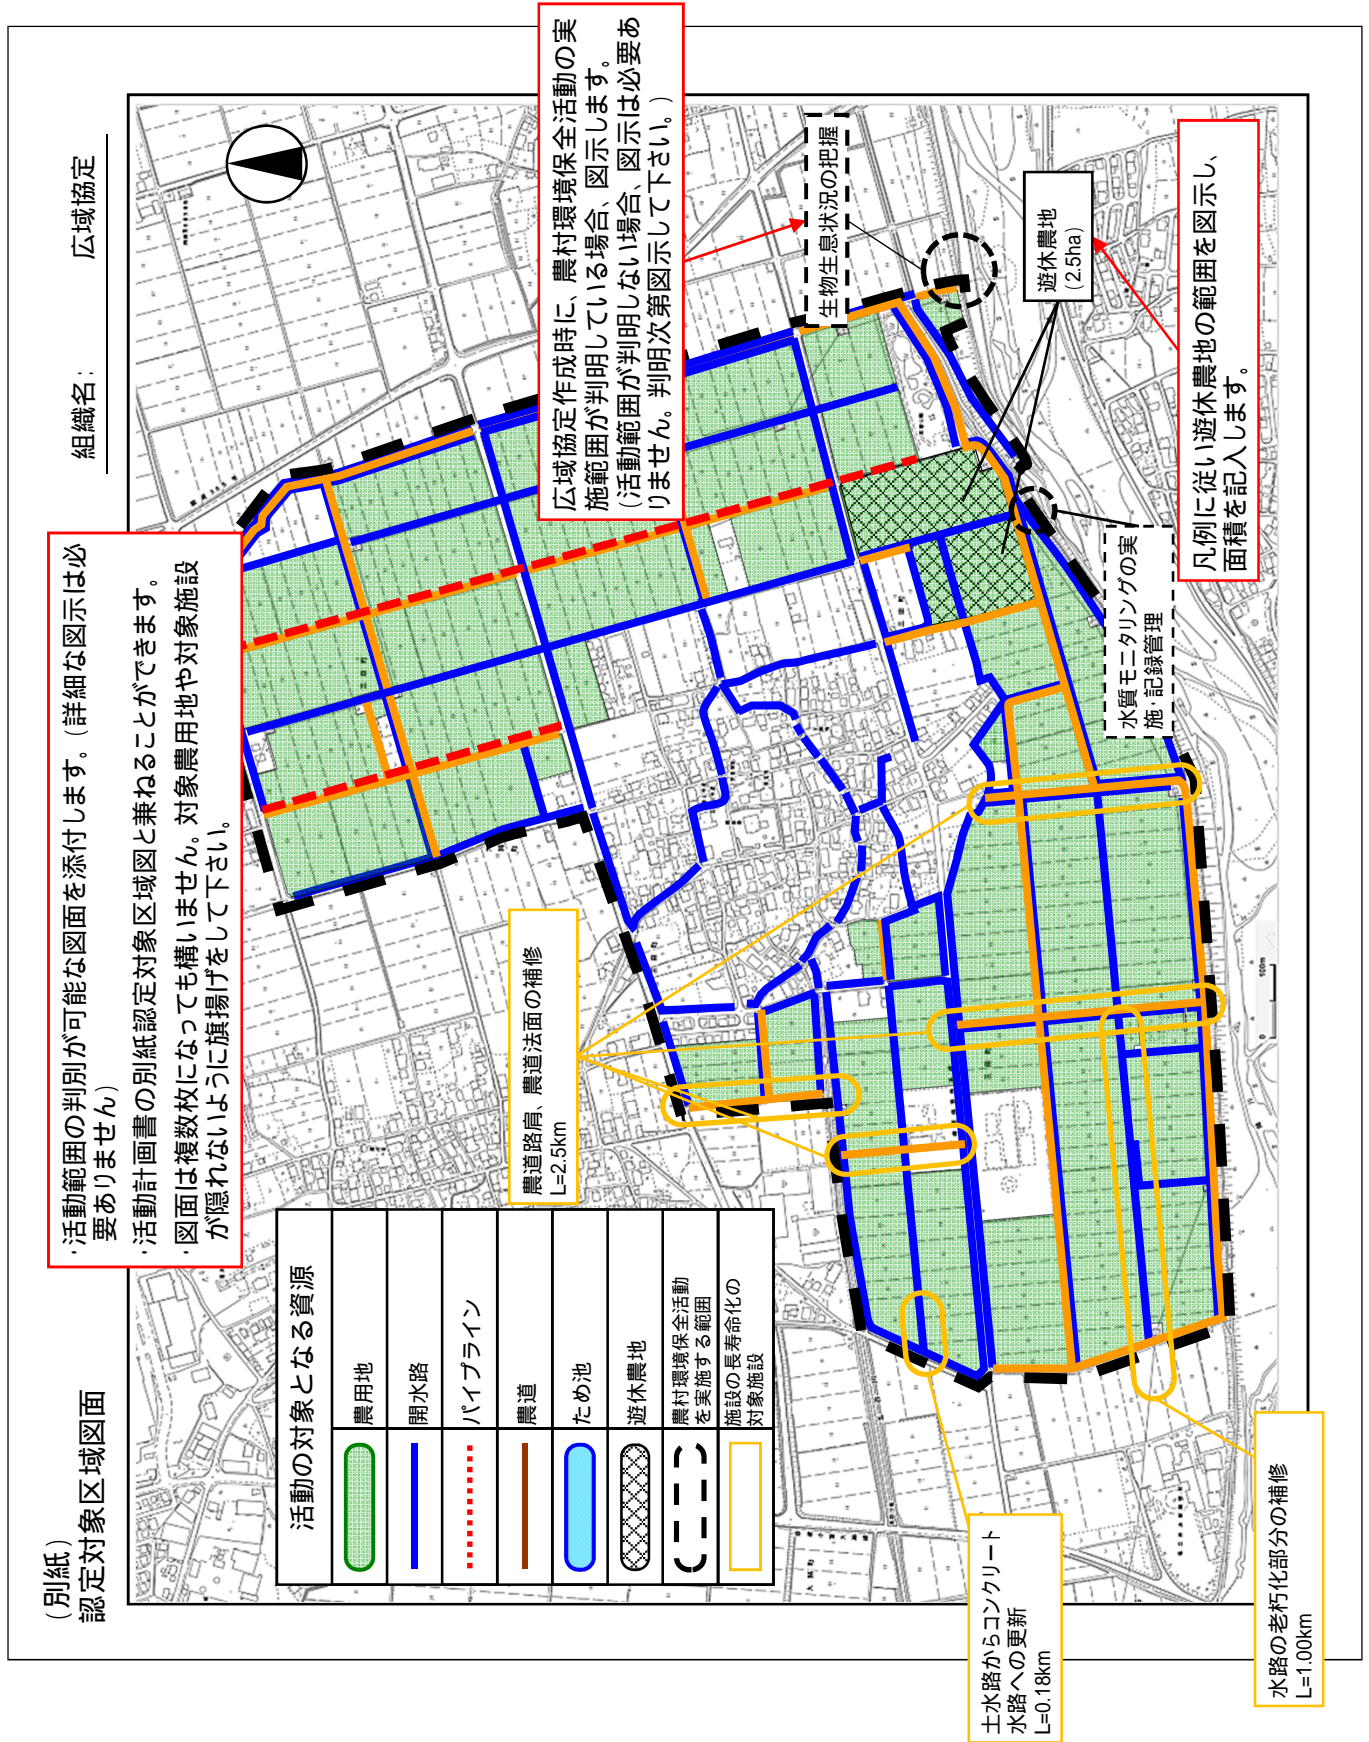 （別紙）
認定対象区域図面
組織名：　　　　広域協定
・活動範囲の判別が可能な図面を添付します。（詳細な図示は必
要ありません）
・活動計画書の別紙認定対象区域図と兼ねることができます。
・図面は複数枚になっても構いません。対象農用地や対象施設
が隠れないように旗揚げをして下さい。
広域協定作成時に、農村環境保全活動の実
施範囲が判明している場合、図示します。
（活動範囲が判明しない場合、図示は必要あ
りません。判明次第図示して下さい。）
生物生息状況の把握
遊休農地
（2.5ha）
凡例に従い遊休農地の範囲を図示し、
面積を記入します。
水質モニタリングの実
施・記録管理
農道路肩、農道法面の補修
L=2.5km
活動の対象となる資源
農用地
開水路
パイプライン
農道
ため池
遊休農地
農村環境保全活動
を実施する範囲
施設の長寿命化の
対象施設
土水路からコンクリート
水路への更新
L=0.18km
水路の老朽化部分の補修
L=1.00km
0 100m